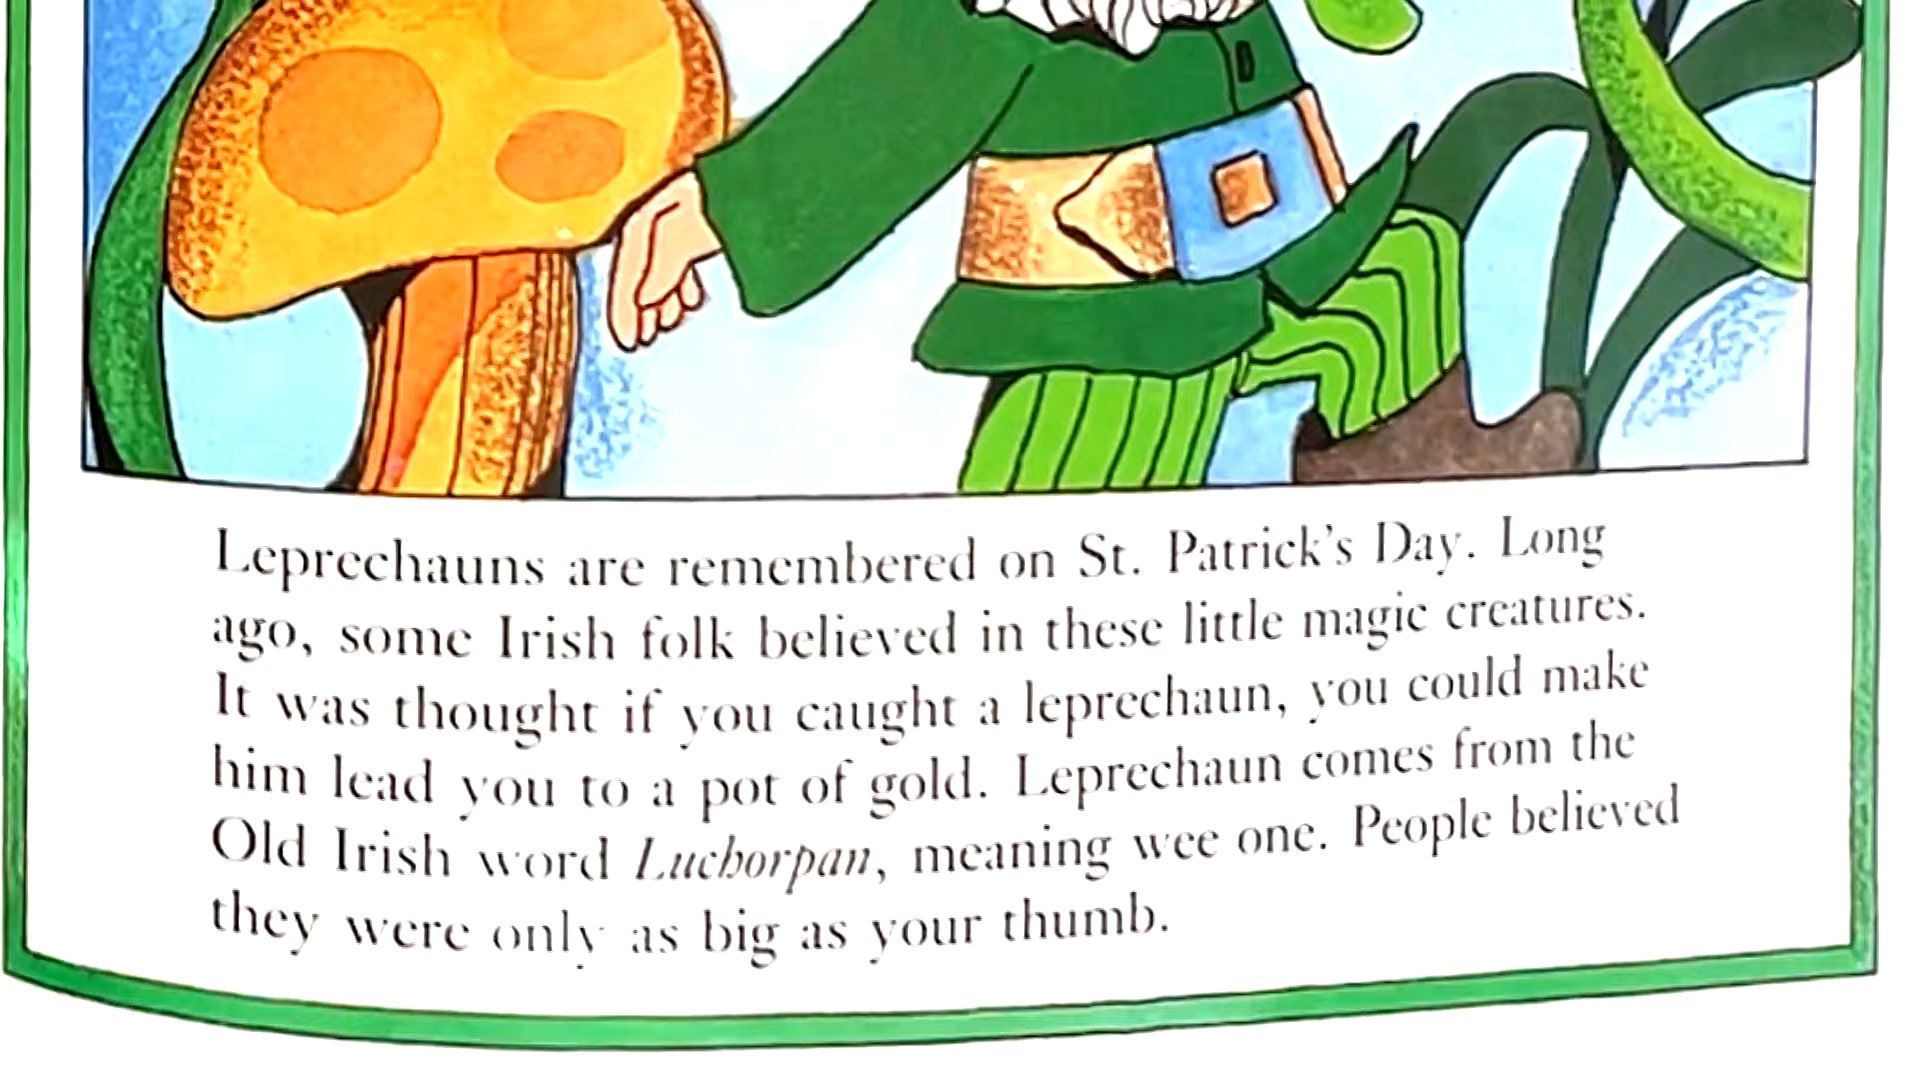 Leprechauns are remembered on St. Patrick's Day. Long
ago, some Irish folk believed in these little magic creatures.
It was thought if you caught a leprechaun, you could make
him lead you to a pot of gold. Leprechaun comes from the
Old Irish word Luchorpan, meaning wee one. People believed
they were only as big as your thumb.